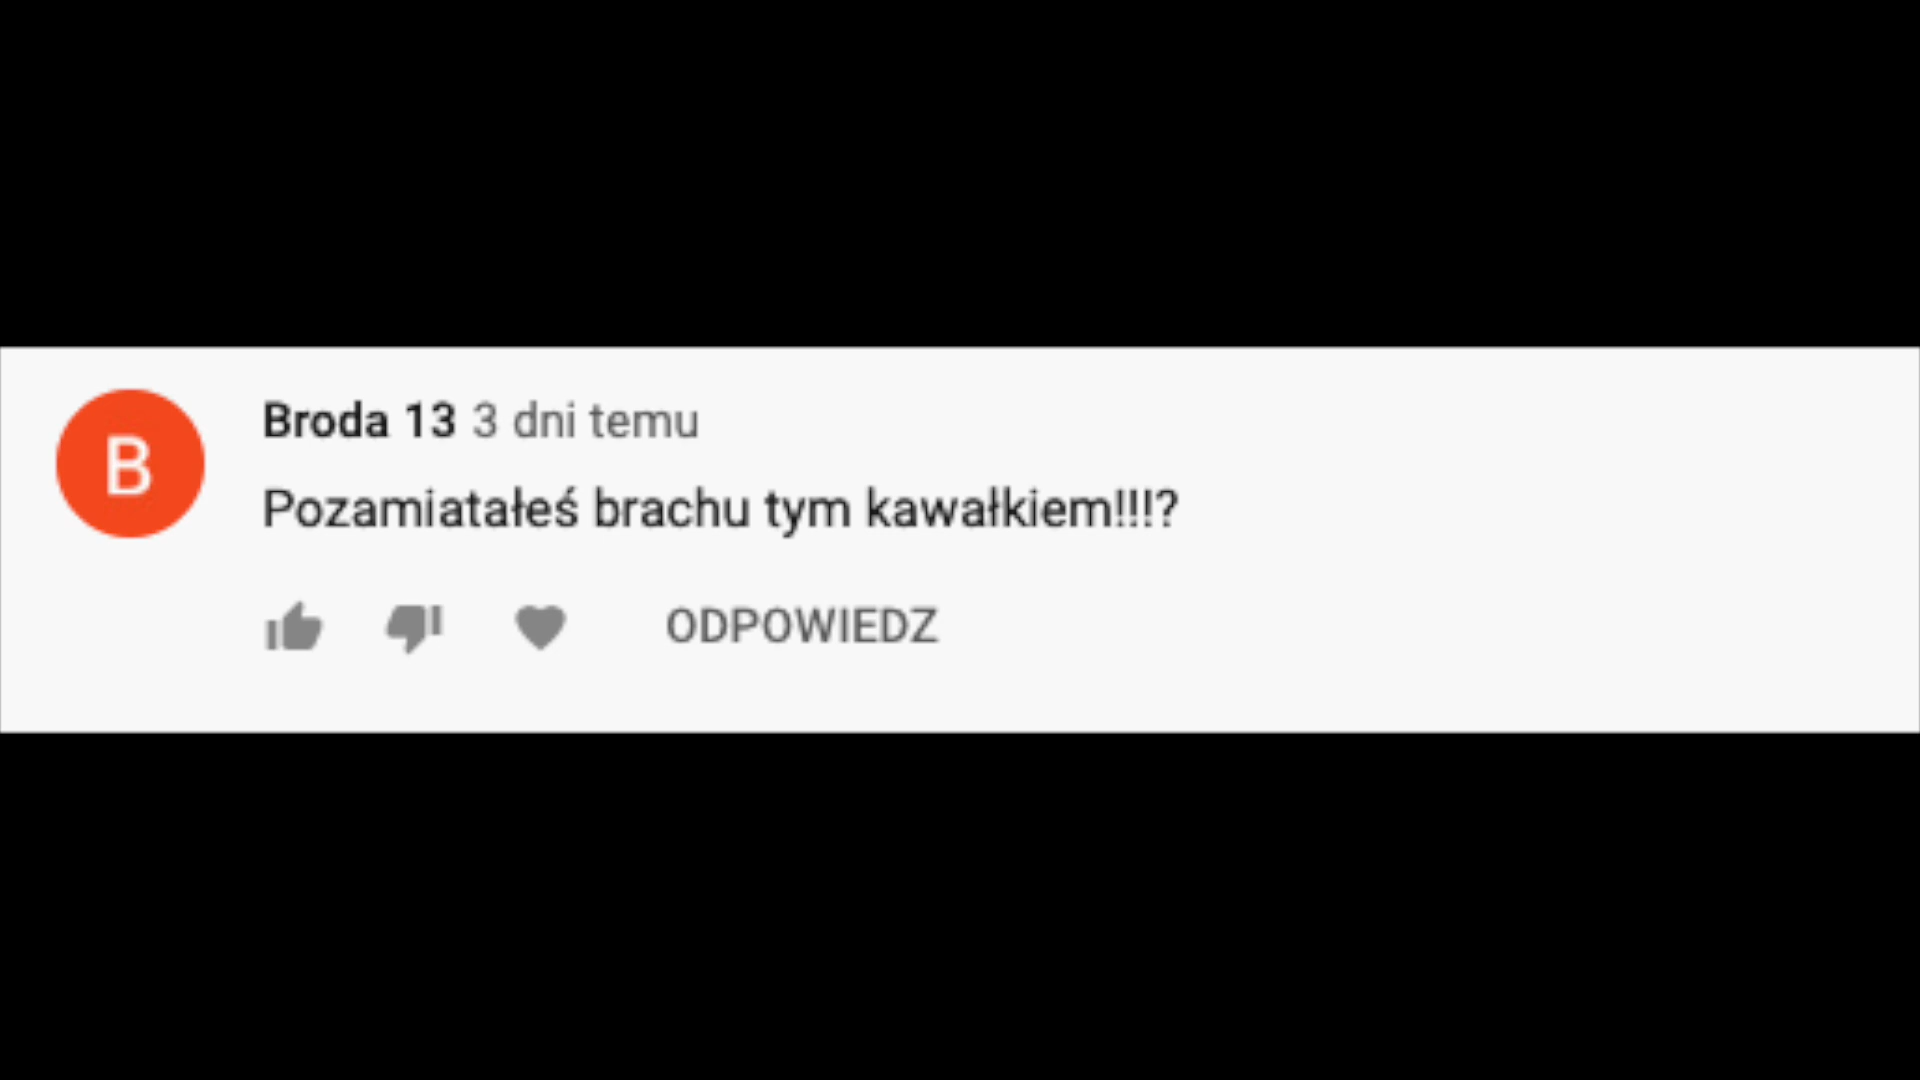 B
Broda 13 3 dni temu
Pozamiatałeś brachu tym kawałkiem!!!?
ODPOWIEDZ